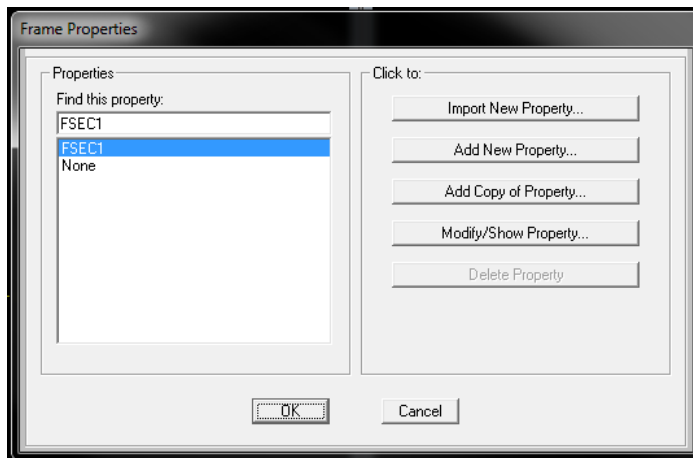 Frame Properties
Properties
Find this property:
FSEC1
FSEC1
None
Click to:
Import New Property...
Add New Property...
Add Copy of Property...
Modify/Show Property...
Delete Property
OK
Cancel